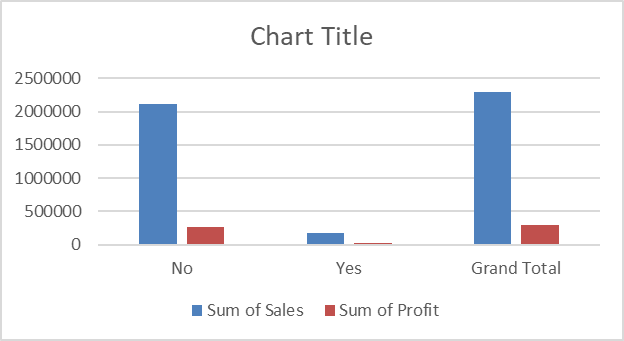 Chart Title
2500000
2000000
1500000
1000000
500000
0
No Yes Grand Total
Sum of Sales Sum of Profit